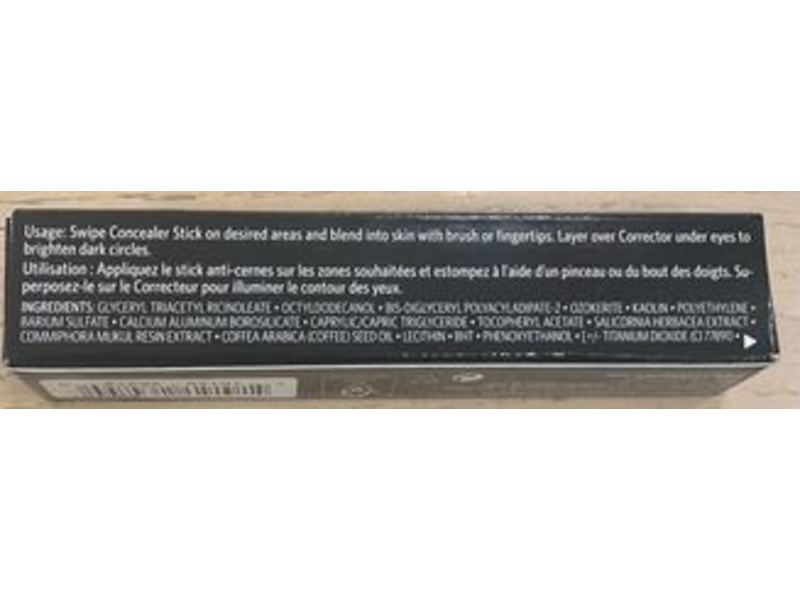 Usage: Swipe Concealer Stick on desired areas and blend into skin with brush or fingertips. Layer over Corrector under eyes to
brighten dark circles.
Utilisation : Appliquez le stick anti-cernes sur les zones souhaitées et estompez à l'aide d'un pinceau ou du bout des doigts. Su-
perposez-le sur le Correcteur pour illuminer le contour des yeux.
INGREDIENTS: GLYCERYL TRIACETYL RICINOLEATE • OCTYLDODECANOL • BIS-DIGLYCERYL POLYACYLADIPATE-2 • OZOKERITE • KAOLIN • POLYETHYLENE •
BARIUM SULFATE • CALCIUM ALUMINUM BOROSILICATE • CAPRYLIC/CAPRIC TRIGLYCERIDE • TOCOPHERYL ACETATE • SALICORNIA HERBACEA EXTRACT •
COMMIPHORA MUKUL RESIN EXTRACT • COFFEA ARABICA (COFFEE) SEED OIL • LECITHIN • BHT • PHENOXYETHANOL • [ +/- TITANIUM DIOXIDE (CI 77891) •